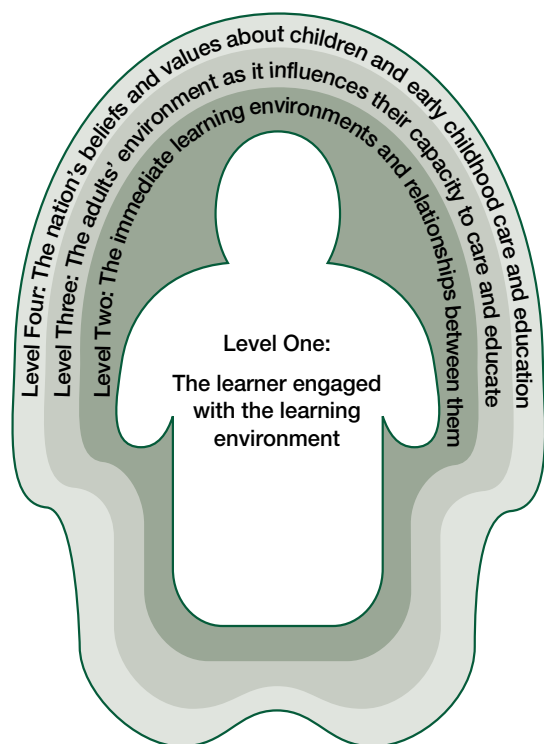 Level Four: The nation's beliefs and values about children and early childhood care and education
Level Three: The adults' environment as it influences their capacity to care and educate
Level Two: The immediate learning environments and relationships between them
Level One:
The learner engaged
with the learning
environment